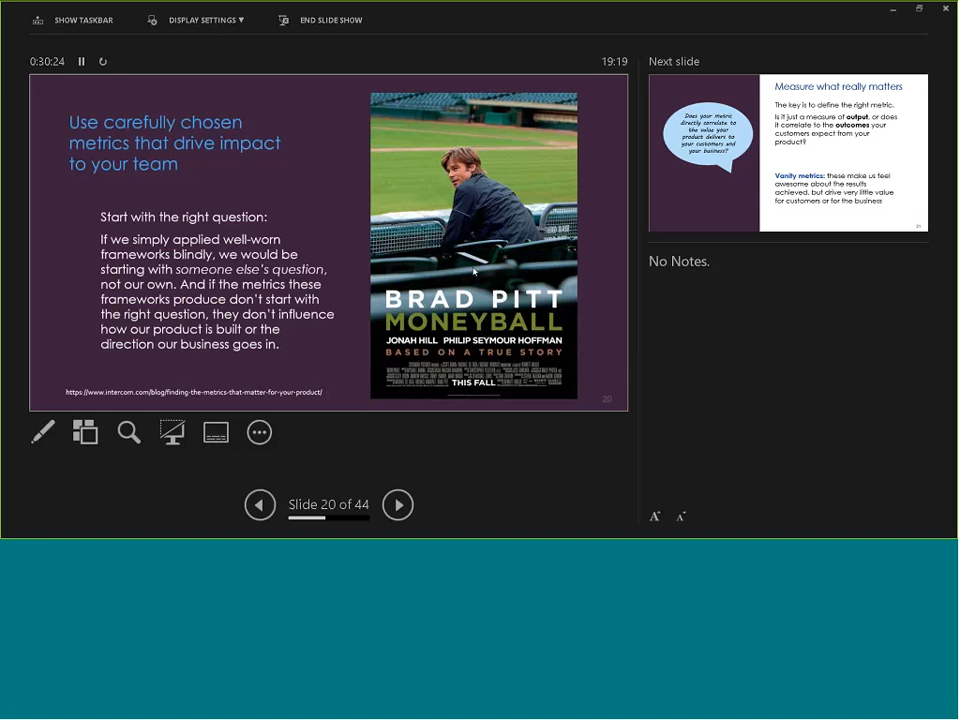 SHOW TASKBAR
DISPLAY SETTINGS ▼
END SLIDE SHOW
0:30:24
19:19
Next slide
Use carefully chosen
metrics that drive impact
to your team
Start with the right question:
If we simply applied well-worn
frameworks blindly, we would be
starting with someone else's question,
not our own. And if the metrics these
frameworks produce don't start with
the right question, they don't influence
how our product is built or the
direction our business goes in.
https://www.intercom.com/blog/finding-the-metrics-that-matter-for-your-product/
BRAD PITT
MONEYBALL
JONAH HILL PHILIP SEYMOUR HOFFMAN
BASED ON A TRUE STORY
THIS FALL
20
Does your metric
directly correlate to
the value your
product delivers to
your customers and
your business?
Measure what really matters
The key is to define the right metric.
Is it just a measure of output, or does
it correlate to the outcomes your
customers expect from your
product?
Vanity metrics: these make us feel
awesome about the results
achieved, but drive very little value
for customers or for the business
21
No Notes.
Slide 20 of 44
A A